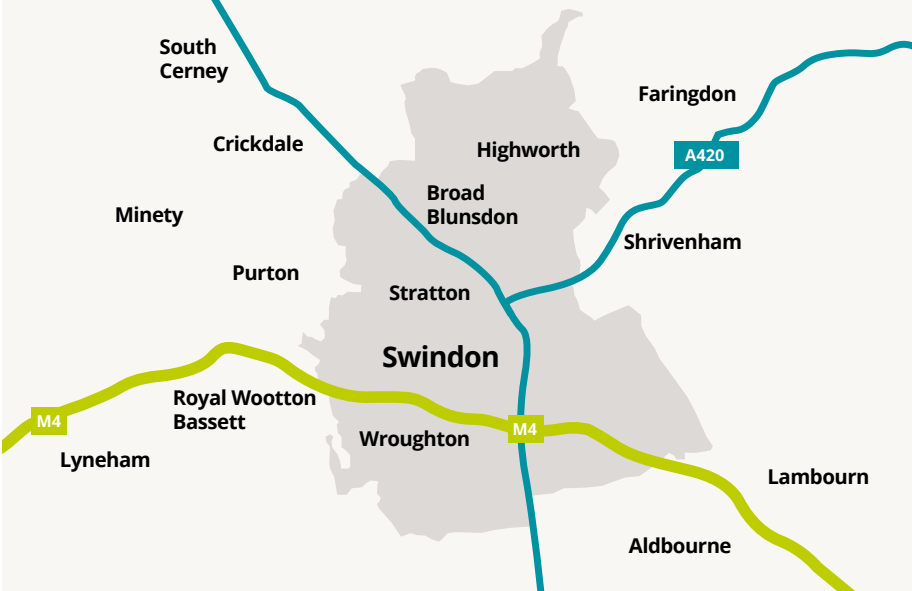 South
Cerney
Faringdon
Crickdale
Highworth
A420
Broad
Blunsdon
Minety
Shrivenham
Purton
Stratton
Swindon
Royal Wootton
Bassett
M4
M4
Wroughton
Lyneham
Lambourn
Aldbourne